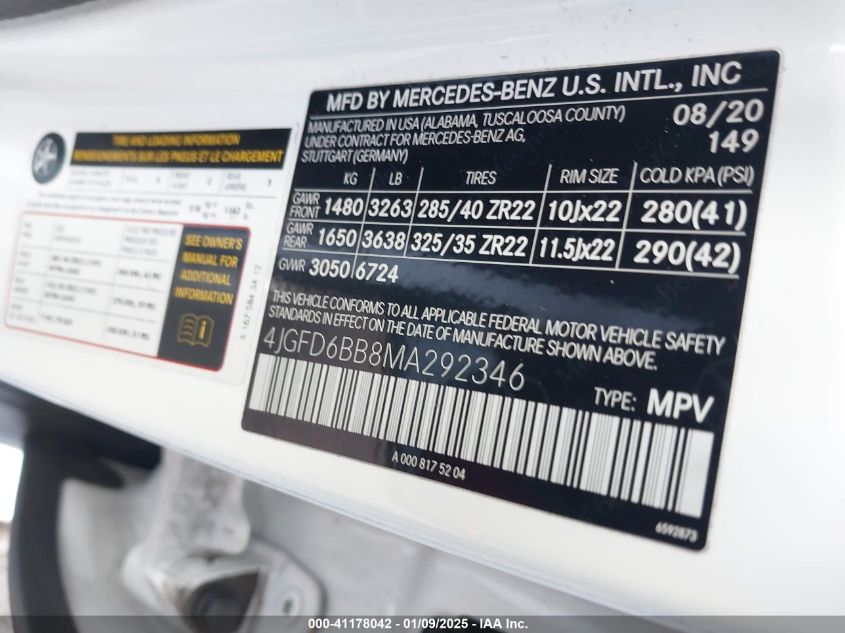 MFD BY MERCEDES-BENZ U.S. INTL., INC
MANUFACTURED IN USA (ALABAMA, TUSCALOOSA COUNTY) 08/20
UNDER CONTRACT FOR MERCEDES-BENZ AG, 149
STUTTGART (GERMANY)
KG LB TIRES RIM SIZE COLD KPA (PSI)
GAWR FRONT 1480 3263 285/40 ZR22 10Jx22 280(41)
GAWR REAR 1650 3638 325/35 ZR22 11.5Jx22 290(42)
GVWR 3050 6724
THIS VEHICLE CONFORMS TO ALL APPLICABLE FEDERAL MOTOR VEHICLE SAFETY
STANDARDS IN EFFECT ON THE DATE OF MANUFACTURE SHOWN ABOVE.
4JGFD6BB8MA292346
TYPE: MPV
A 000 817 52 04
6592873
TIRE AND LOADING INFORMATION
RENSEIGNEMENTS SUR LES PNEUS ET LE CHARGEMENT
SEE OWNER'S
MANUAL FOR
ADDITIONAL
INFORMATION
A 167 584 34 12
000-41178042 - 01/09/2025 - IAA Inc.